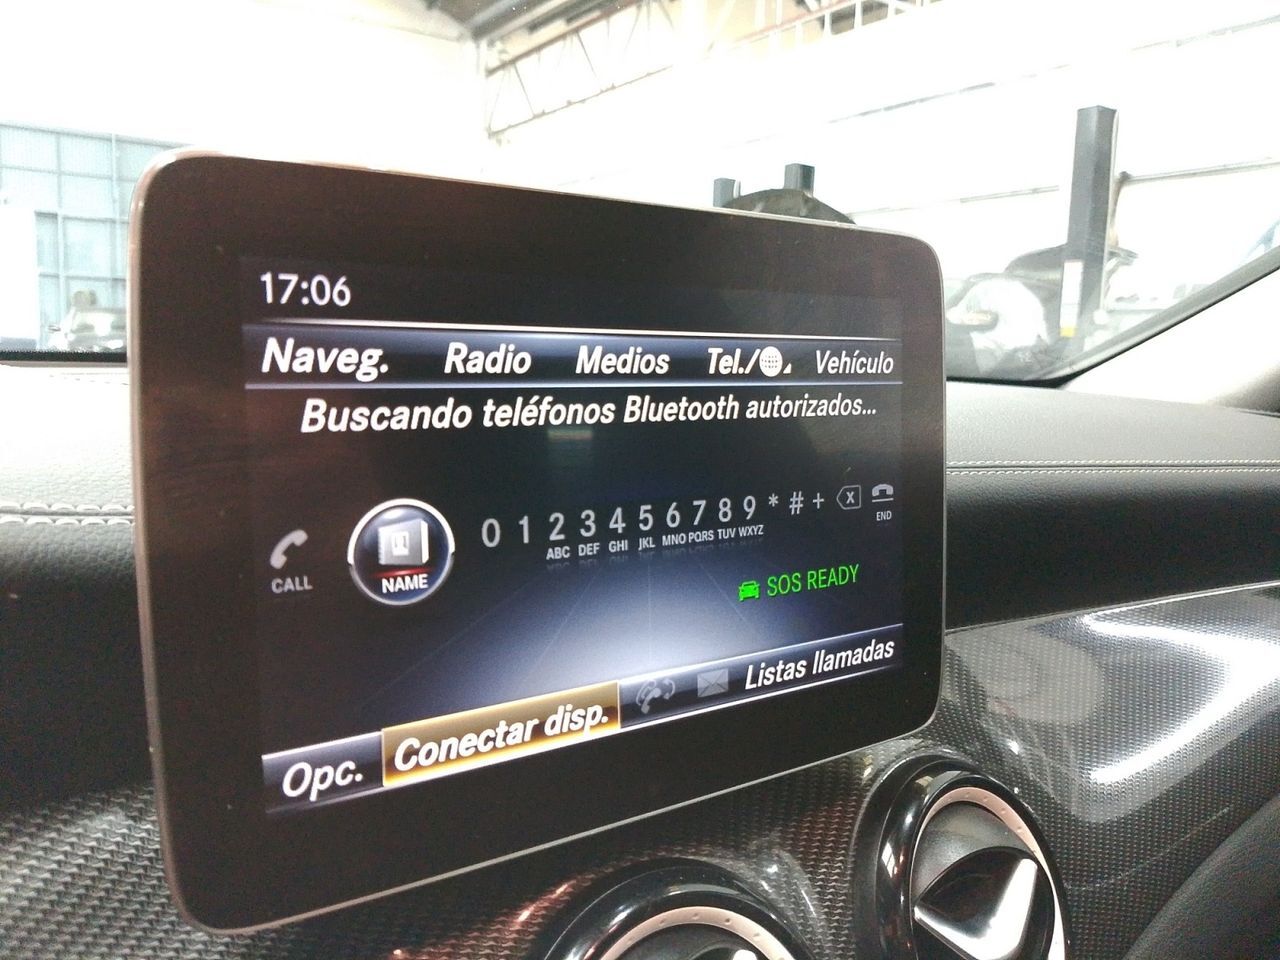 17:06
Naveg. Radio Medios Tel./ Vehículo
Buscando teléfonos Bluetooth autorizados...
0 1 2 3 4 5 6 7 8 9 * # + X
ABC DEF GHI JKL MNO PQRS TUV WXYZ END
CALL NAME
SOS READY
Opc. Conectar disp. Listas llamadas